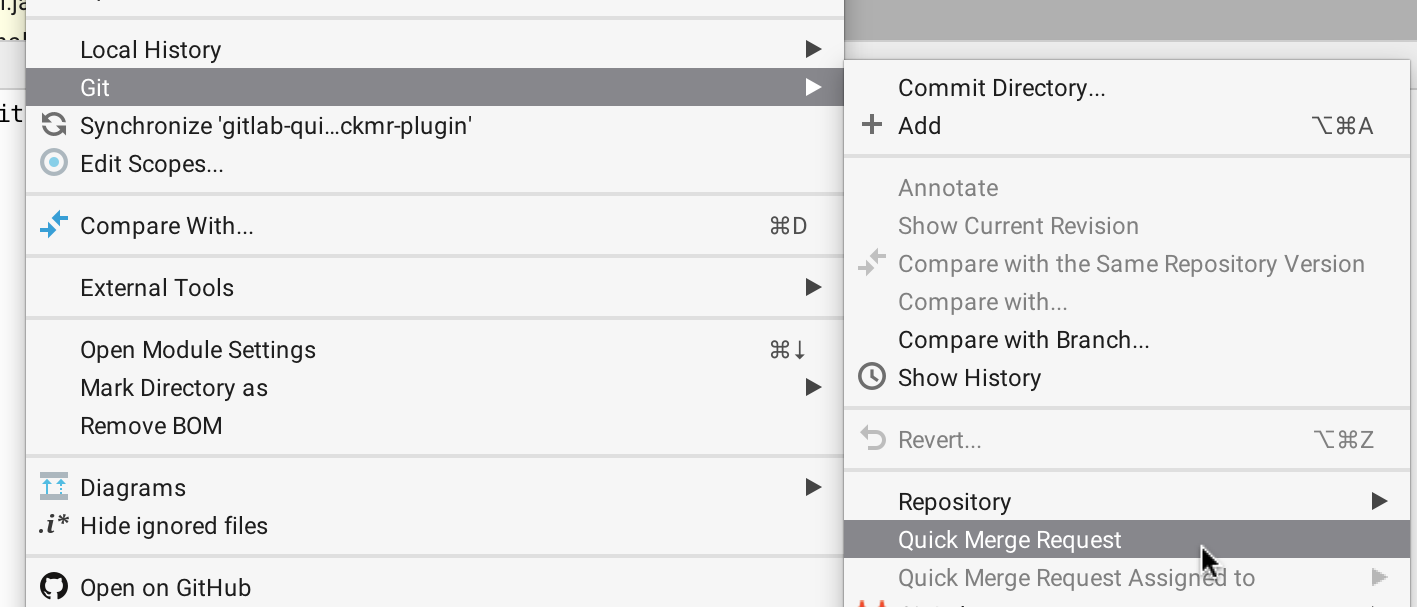 Local History
Git
it
Synchronize 'gitlab-qui...ckmr-plugin'
Edit Scopes...
Compare With... ⌘D
External Tools
Open Module Settings ⌘↓
Mark Directory as
Remove BOM
Diagrams
.i* Hide ignored files
Open on GitHub
Commit Directory...
Add ⌥⌘A
Annotate
Show Current Revision
Compare with the Same Repository Version
Compare with...
Compare with Branch...
Show History
Revert... ⌥⌘Z
Repository
Quick Merge Request
Quick Merge Request Assigned to